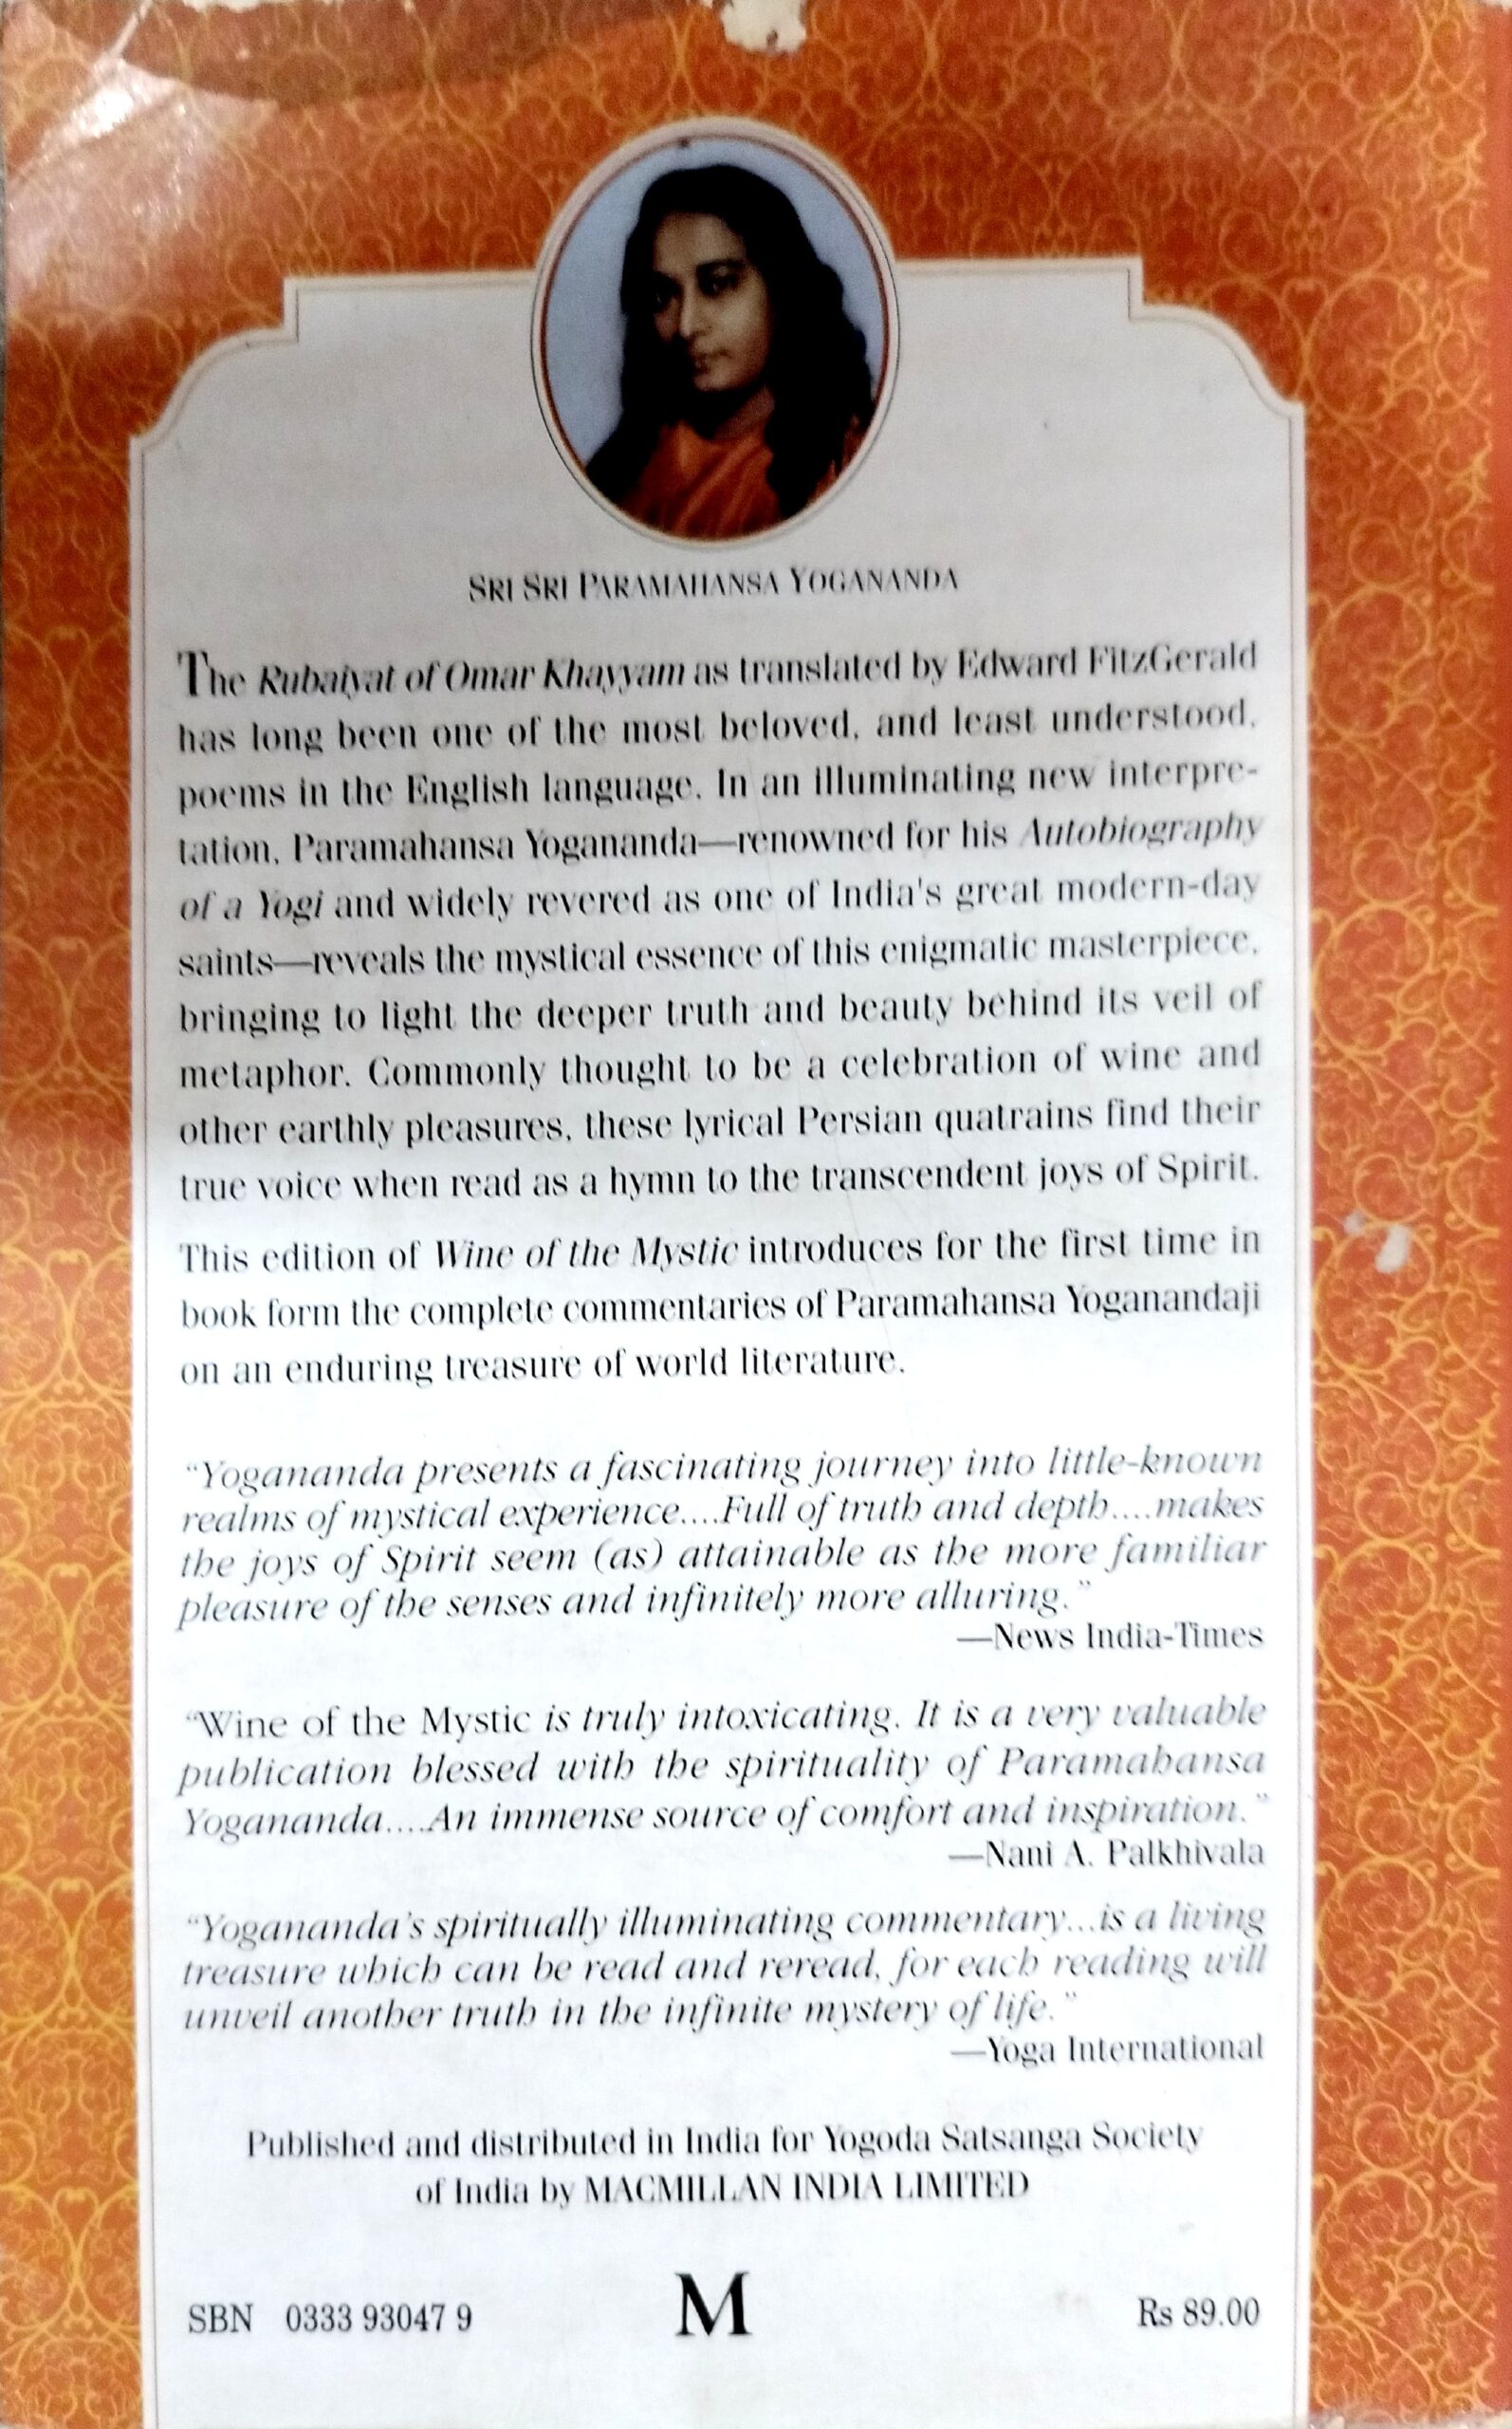 SRI SRI PARAMAHANSA YOGANANDA
The Rubaiyat of Omar Khayyam as translated by Edward FitzGerald
has long been one of the most beloved, and least understood,
poems in the English language. In an illuminating new interpre-
tation, Paramahansa Yogananda—renowned for his Autobiography
of a Yogi and widely revered as one of India's great modern-day
saints—reveals the mystical essence of this enigmatic masterpiece,
bringing to light the deeper truth and beauty behind its veil of
metaphor. Commonly thought to be a celebration of wine and
other earthly pleasures, these lyrical Persian quatrains find their
true voice when read as a hymn to the transcendent joys of Spirit.
This edition of Wine of the Mystic introduces for the first time in
book form the complete commentaries of Paramahansa Yoganandaji
on an enduring treasure of world literature.
“Yogananda presents a fascinating journey into little-known
realms of mystical experience....Full of truth and depth....makes
the joys of Spirit seem (as) attainable as the more familiar
pleasure of the senses and infinitely more alluring.”
—News India-Times
“Wine of the Mystic is truly intoxicating. It is a very valuable
publication blessed with the spirituality of Paramahansa
Yogananda....An immense source of comfort and inspiration.”
—Nani A. Palkhivala
“Yogananda's spiritually illuminating commentary...is a living
treasure which can be read and reread, for each reading will
unveil another truth in the infinite mystery of life.”
—Yoga International
Published and distributed in India for Yogoda Satsanga Society
of India by MACMILLAN INDIA LIMITED
M
SBN 0333 93047 9
Rs 89.00